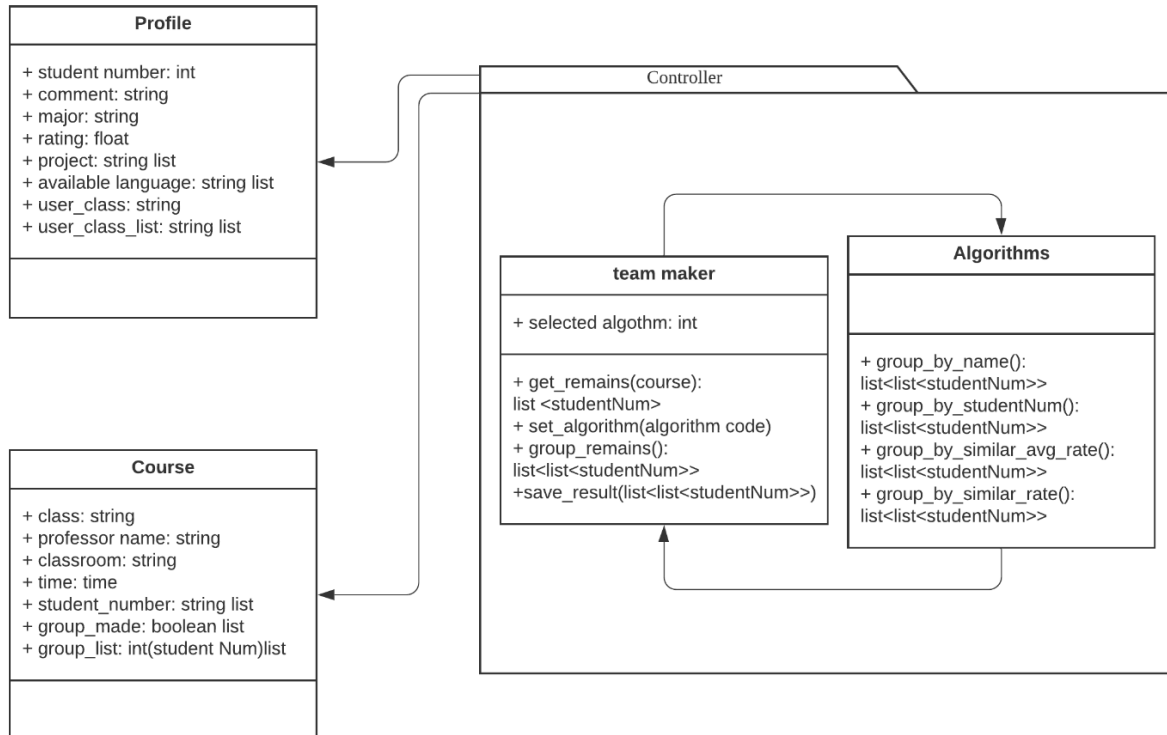 Profile
+ student number: int
+ comment: string
+ major: string
+ rating: float
+ project: string list
+ available language: string list
+ user_class: string
+ user_class_list: string list
Course
+ class: string
+ professor name: string
+ classroom: string
+ time: time
+ student_number: string list
+ group_made: boolean list
+ group_list: int(student Num)list
Controller
team maker
+ selected algothm: int
+ get_remains(course):
list <studentNum>
+ set_algorithm(algorithm code)
+ group_remains():
list<list<studentNum>>
+save_result(list<list<studentNum>>)
Algorithms
+ group_by_name():
list<list<studentNum>>
+ group_by_studentNum():
list<list<studentNum>>
+ group_by_similar_avg_rate():
list<list<studentNum>>
+ group_by_similar_rate():
list<list<studentNum>>